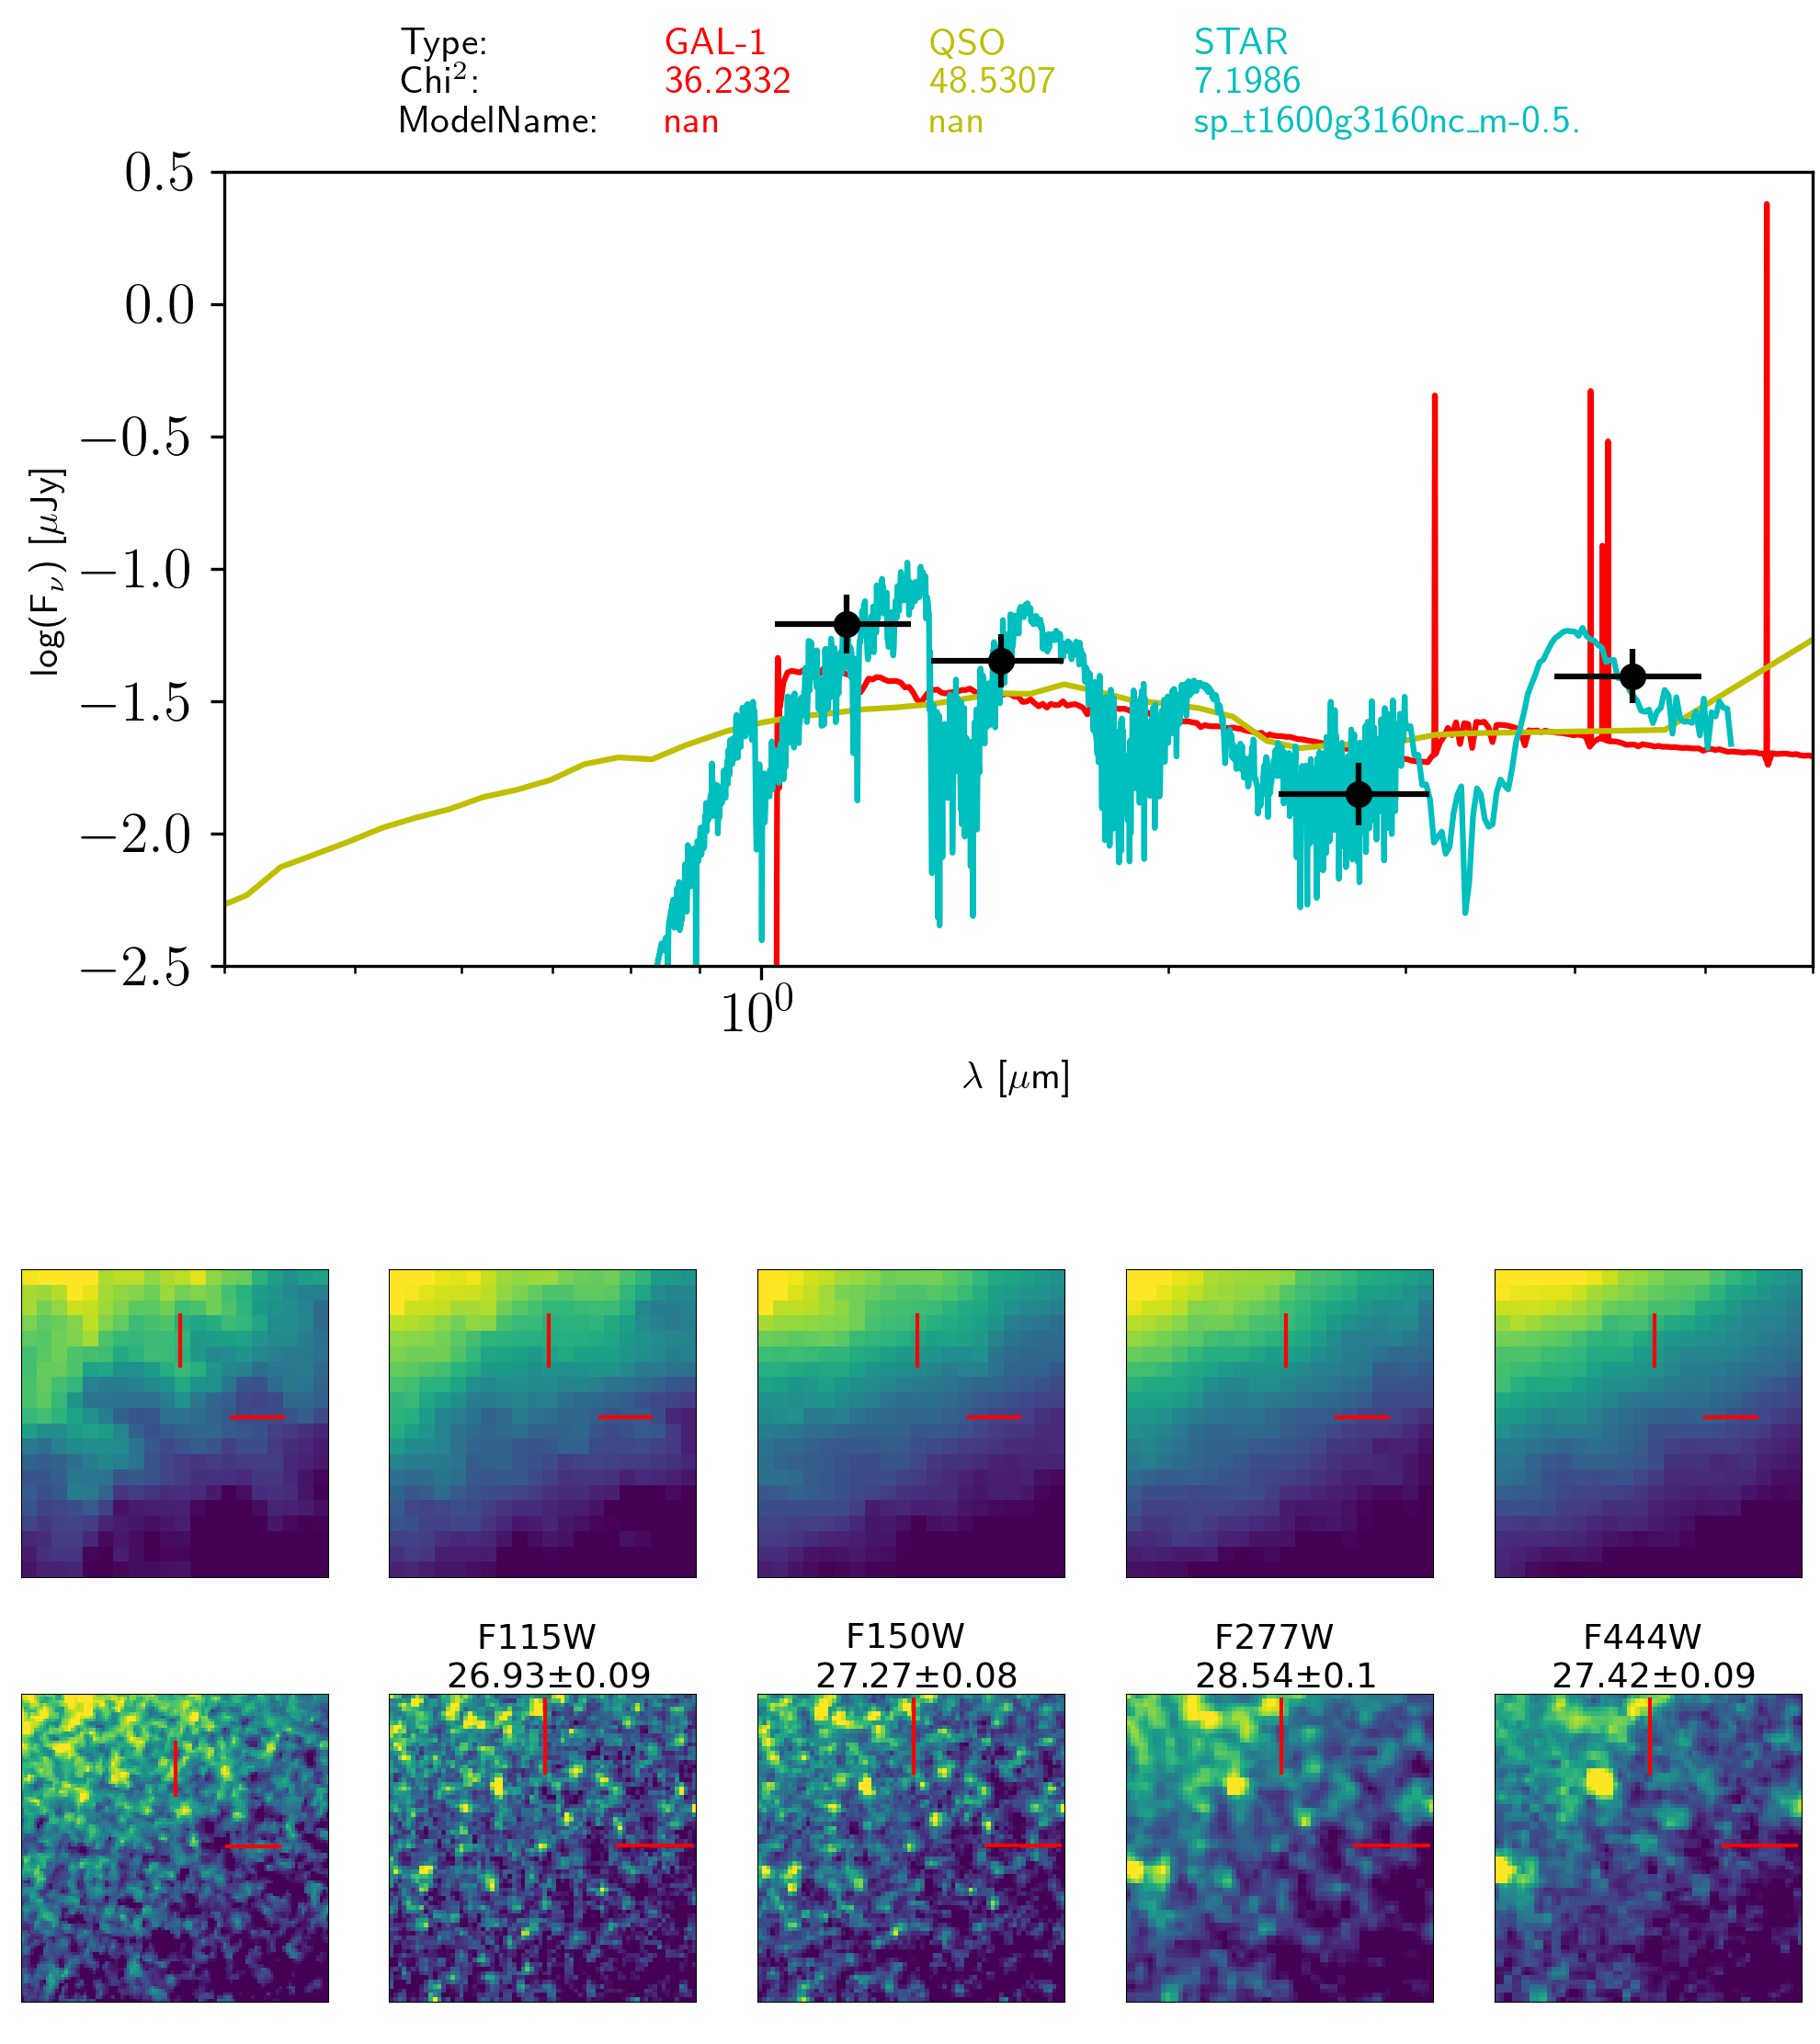 Type: GAL-1 QSO STAR
Chi²: 36.2332 48.5307 7.1986
ModelName: nan nan sp_t1600g3160nc_m-0.5.
0.5
0.0
−0.5
−1.0
−1.5
−2.0
−2.5
log(Fν) [μJy]
10⁰
λ [μm]
F115W F150W F277W F444W
26.93±0.09 27.27±0.08 28.54±0.1 27.42±0.09